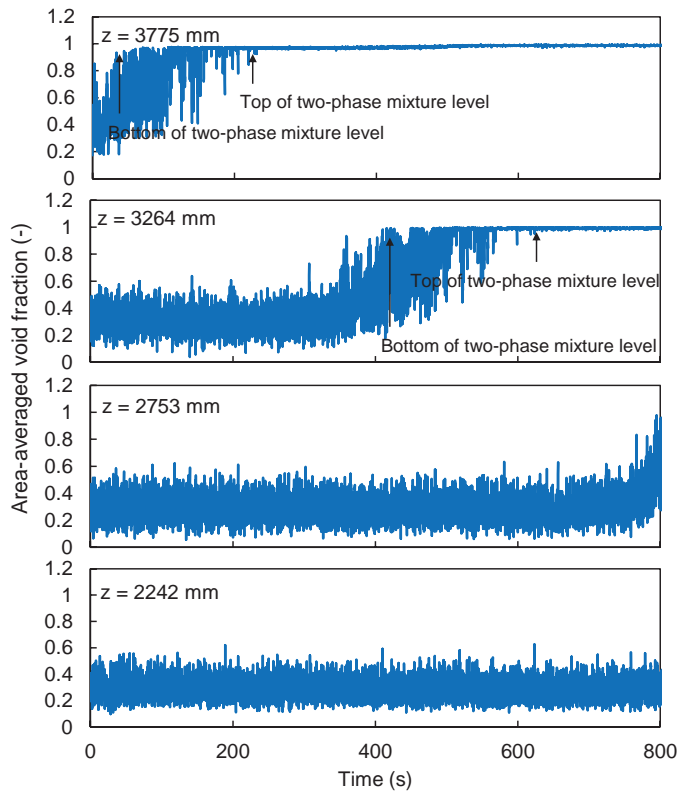 1.2
z = 3775 mm
1
0.8
Top of two-phase mixture level
0.6
Bottom of two-phase mixture level
0.4
0.2
0
1.2
z = 3264 mm
1
0.8
Top of two-phase mixture level
0.6
0.4
Bottom of two-phase mixture level
0.2
0
1.2
z = 2753 mm
1
0.8
0.6
0.4
0.2
0
1.2
z = 2242 mm
1
0.8
0.6
0.4
0.2
0
0 200 400 600 800
Time (s)
Area-averaged void fraction (-)